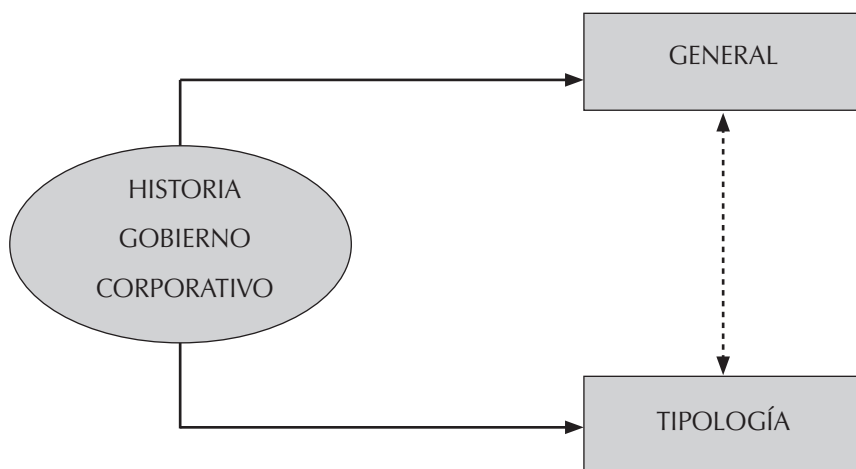 GENERAL
HISTORIA
GOBIERNO
CORPORATIVO
TIPOLOGÍA